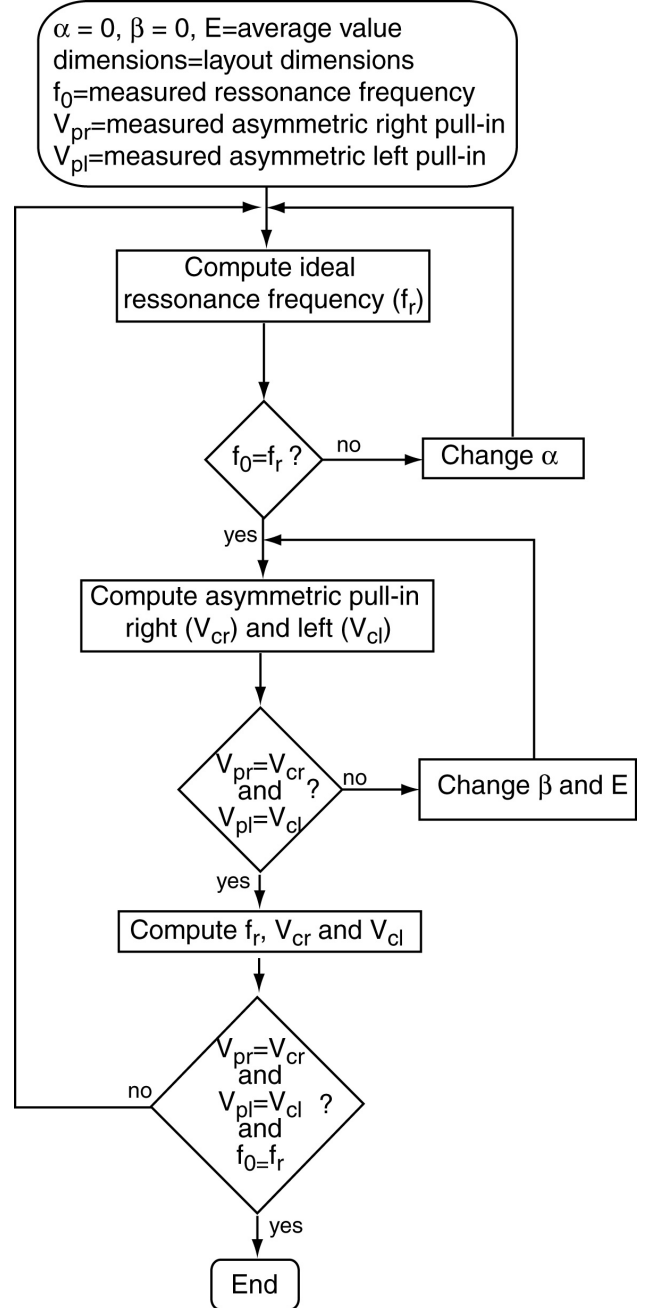 α = 0, β = 0, E=average value
dimensions=layout dimensions
f0=measured ressonance frequency
Vpr=measured asymmetric right pull-in
Vpl=measured asymmetric left pull-in
Compute ideal
ressonance frequency (fr)
f0=fr ?
no
Change α
yes
Compute asymmetric pull-in
right (Vcr) and left (Vcl)
Vpr=Vcr
and ?
Vpl=Vcl
no
Change β and E
yes
Compute fr, Vcr and Vcl
Vpr=Vcr
and
Vpl=Vcl ?
and
f0=fr
no
yes
End